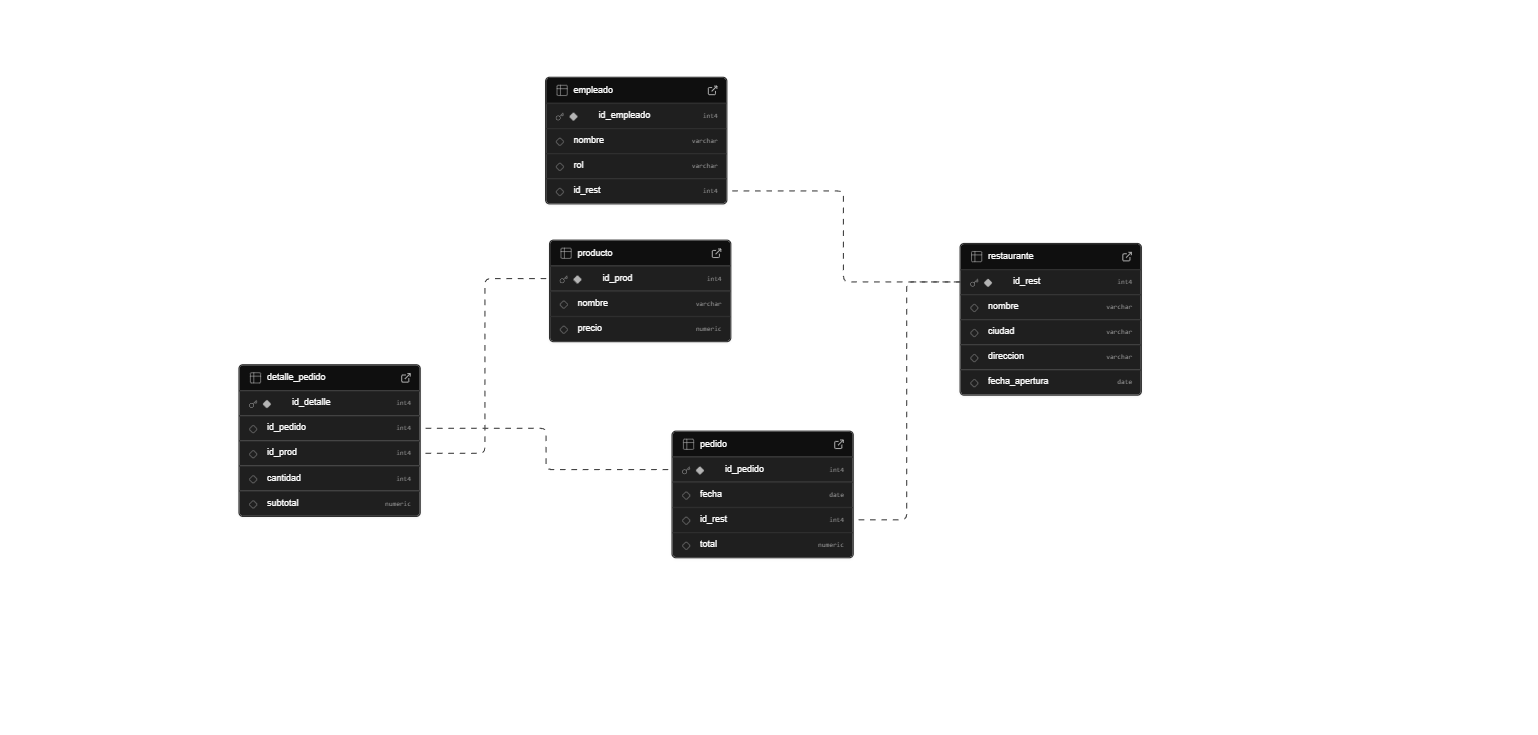 empleado
id_empleado int4
nombre varchar
rol varchar
id_rest int4
producto
id_prod int4
nombre varchar
precio numeric
restaurante
id_rest int4
nombre varchar
ciudad varchar
direccion varchar
fecha_apertura date
detalle_pedido
id_detalle int4
id_pedido int4
id_prod int4
cantidad int4
subtotal numeric
pedido
id_pedido int4
fecha date
id_rest int4
total numeric